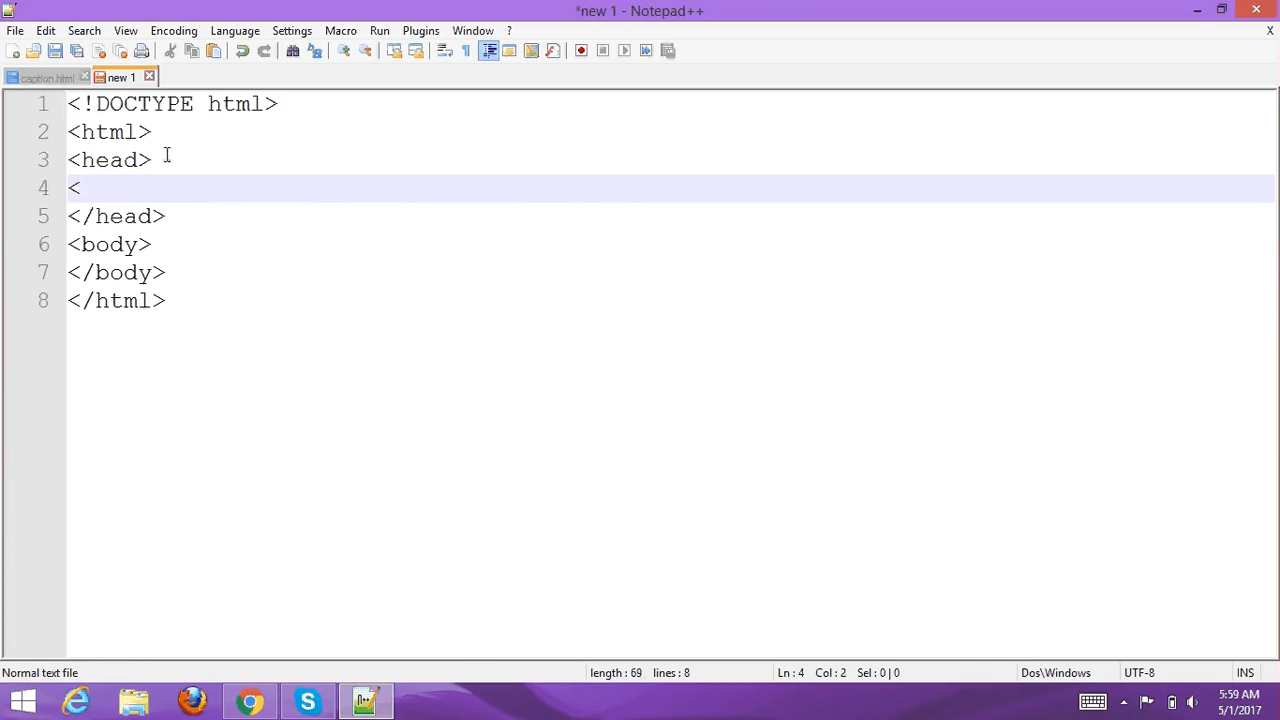 *new 1 - Notepad++
File Edit Search View Encoding Language Settings Macro Run Plugins Window ? X
caption.html new 1
1 <!DOCTYPE html>
2 <html>
3 <head>
4 <
5 </head>
6 <body>
7 </body>
8 </html>
Normal text file length : 69 lines : 8 Ln : 4 Col : 2 Sel : 0 | 0 Dos\Windows UTF-8 INS
5:59 AM
5/1/2017